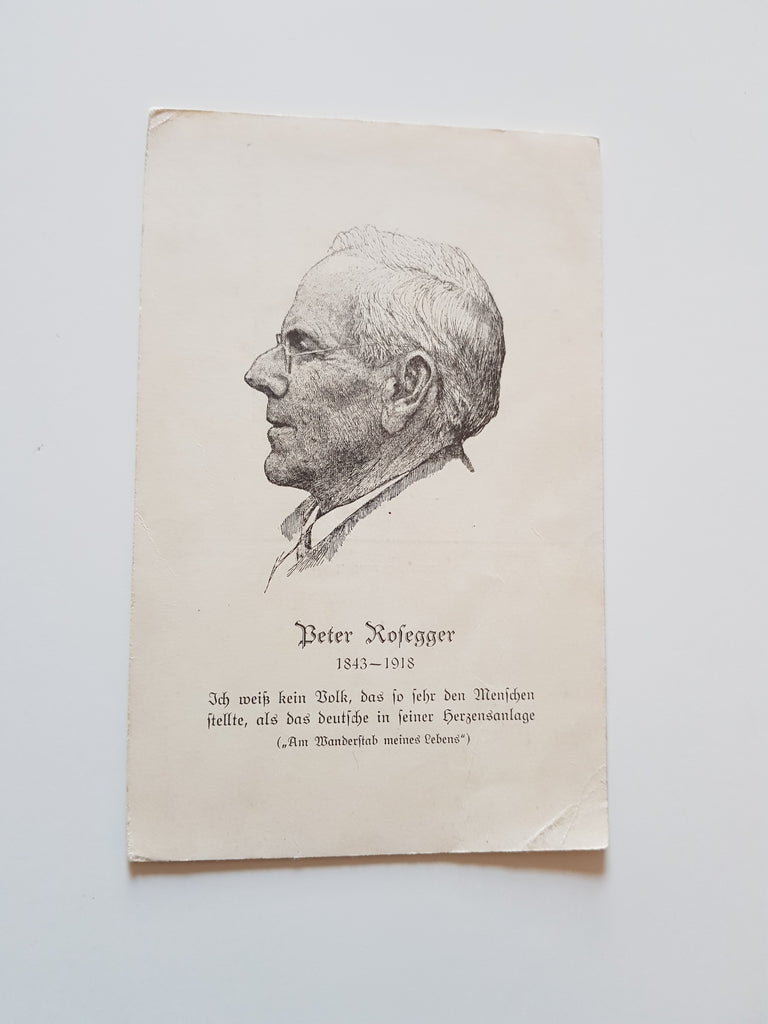 Peter Roſegger
1843–1918
Ich weiß kein Volk, das ſo ſehr den Menſchen
ſtellte, als das deutſche in ſeiner Herzensanlage
(„Am Wanderſtab meines Lebens“)